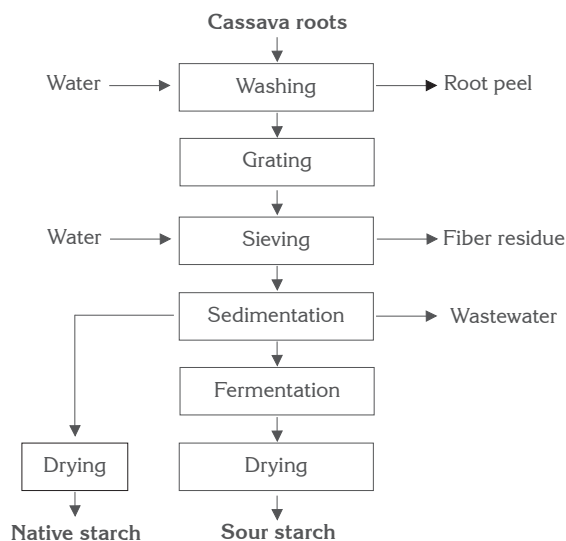 Cassava roots
Water
Washing
Root peel
Grating
Water
Sieving
Fiber residue
Sedimentation
Wastewater
Fermentation
Drying
Drying
Native starch
Sour starch